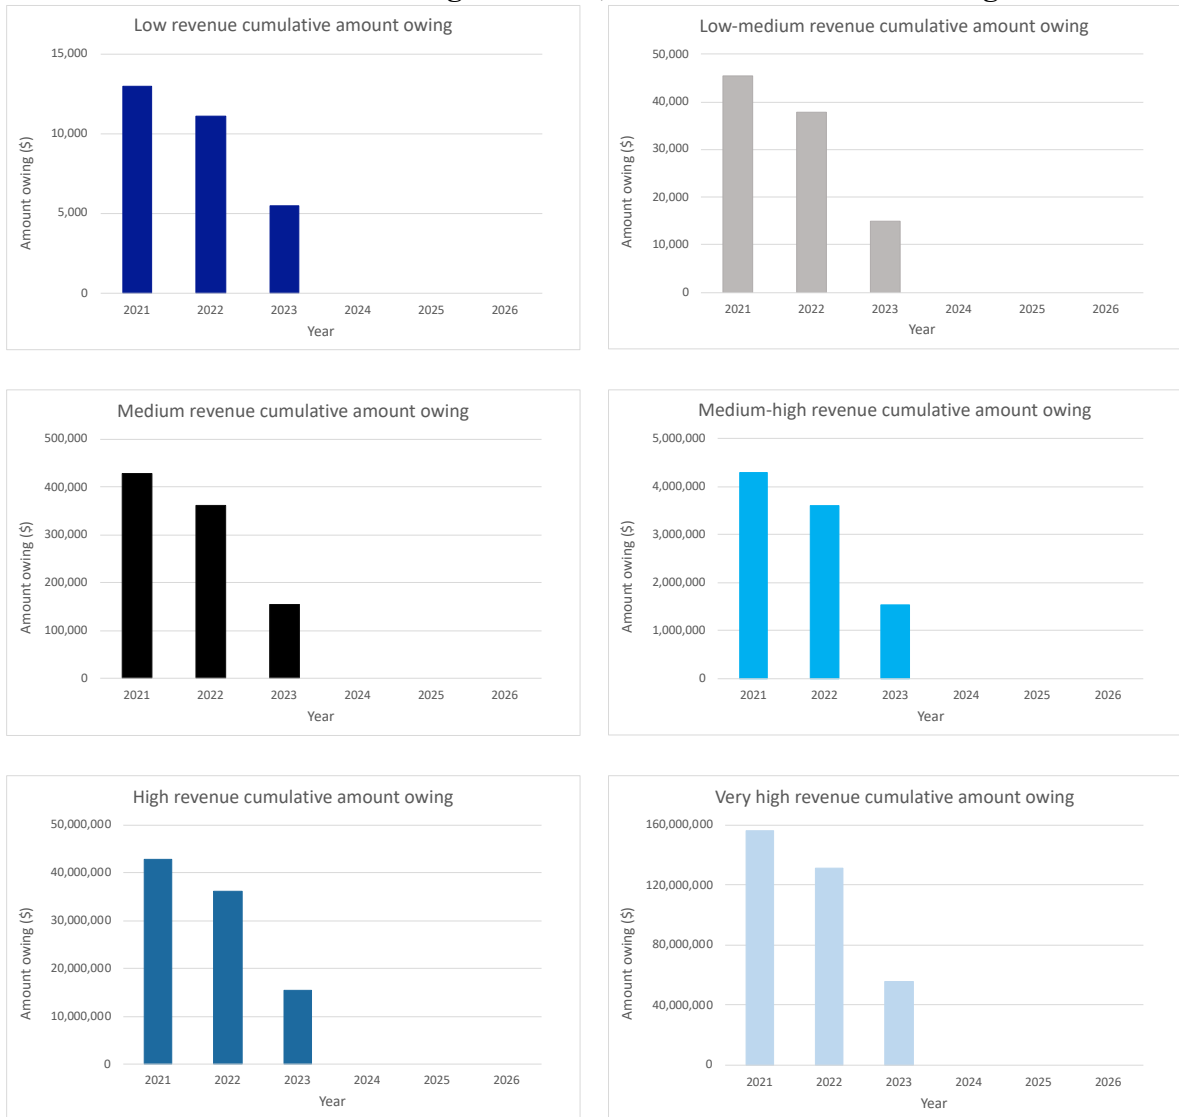 Low revenue cumulative amount owing
15,000
10,000
5,000
0
Amount owing ($)
2021 2022 2023 2024 2025 2026
Year
Low-medium revenue cumulative amount owing
50,000
40,000
30,000
20,000
10,000
0
Amount owing ($)
2021 2022 2023 2024 2025 2026
Year
Medium revenue cumulative amount owing
500,000
400,000
300,000
200,000
100,000
0
Amount owing ($)
2021 2022 2023 2024 2025 2026
Year
Medium-high revenue cumulative amount owing
5,000,000
4,000,000
3,000,000
2,000,000
1,000,000
0
Amount owing ($)
2021 2022 2023 2024 2025 2026
Year
High revenue cumulative amount owing
50,000,000
40,000,000
30,000,000
20,000,000
10,000,000
0
Amount owing ($)
2021 2022 2023 2024 2025 2026
Year
Very high revenue cumulative amount owing
160,000,000
120,000,000
80,000,000
40,000,000
0
Amount owing ($)
2021 2022 2023 2024 2025 2026
Year